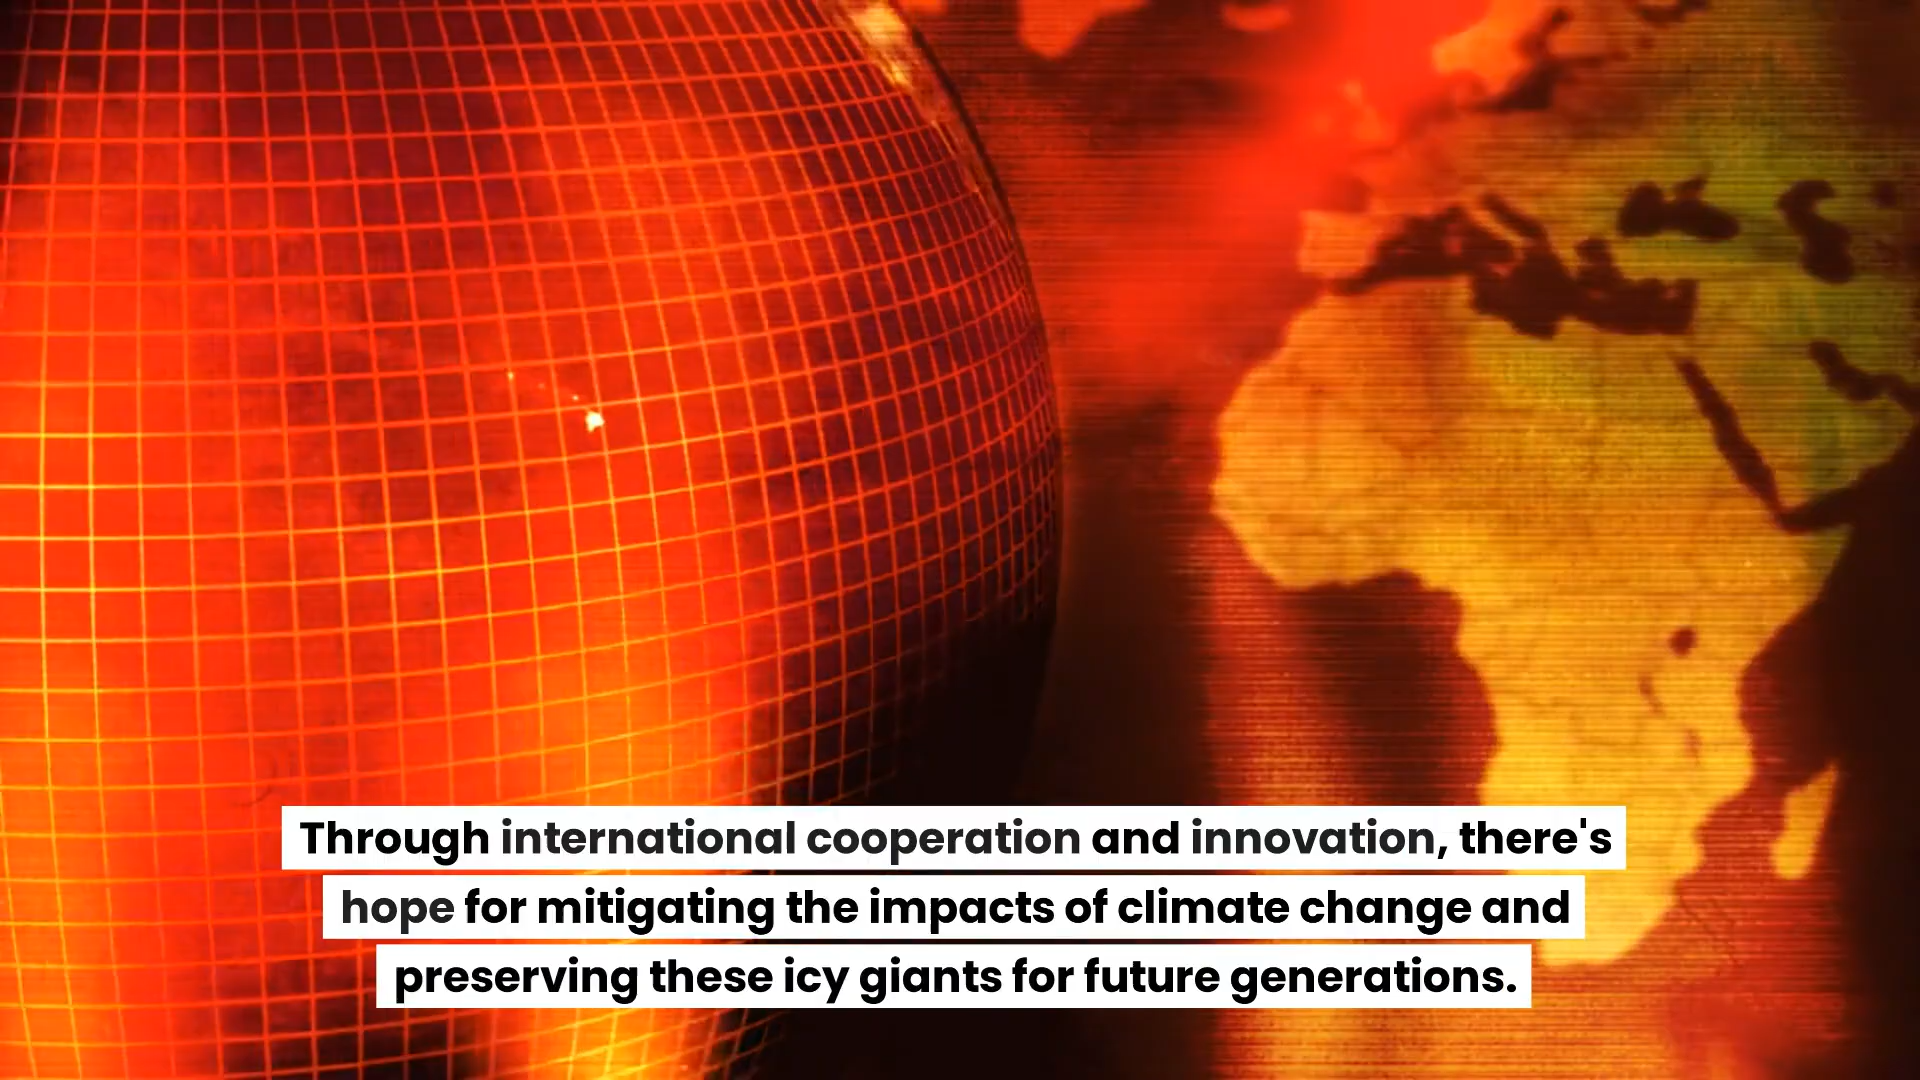 Through international cooperation and innovation, there's
hope for mitigating the impacts of climate change and
preserving these icy giants for future generations.